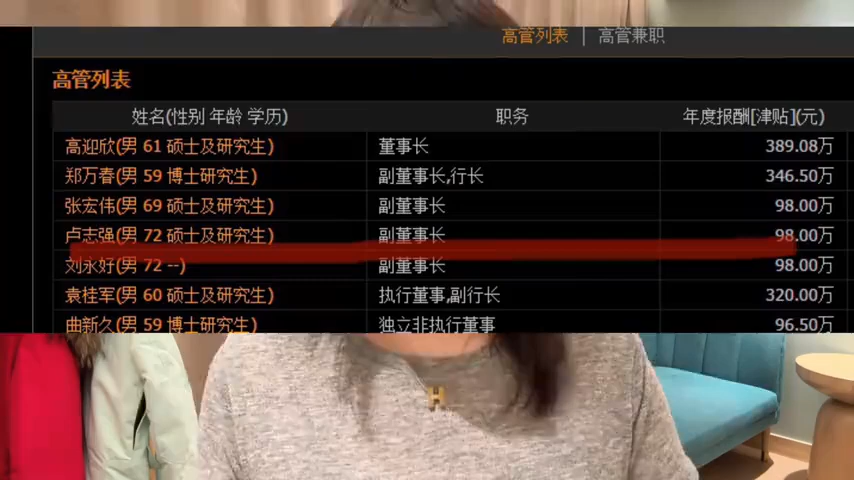 高管列表 | 高管兼职
高管列表
姓名(性别 年龄 学历) 职务 年度报酬[津贴](元)
高迎欣(男 61 硕士及研究生) 董事长 389.08万
郑万春(男 59 博士研究生) 副董事长,行长 346.50万
张宏伟(男 69 硕士及研究生) 副董事长 98.00万
卢志强(男 72 硕士及研究生) 副董事长 98.00万
刘永好(男 72 --) 副董事长 98.00万
袁桂军(男 60 硕士及研究生) 执行董事,副行长 320.00万
曲新久(男 59 博士研究生) 独立非执行董事 96.50万
H